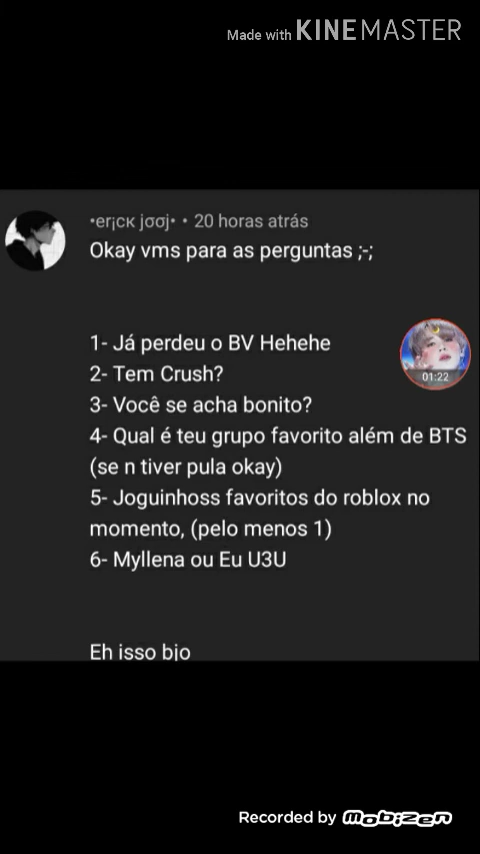 Made with KINEMASTER
•er¡cĸ jσσj• • 20 horas atrás
Okay vms para as perguntas ;-;
1- Já perdeu o BV Hehehe
2- Tem Crush?
01:22
3- Você se acha bonito?
4- Qual é teu grupo favorito além de BTS
(se n tiver pula okay)
5- Joguinhoss favoritos do roblox no
momento, (pelo menos 1)
6- Myllena ou Eu U3U
Eh isso bjo
Recorded by Mobizen